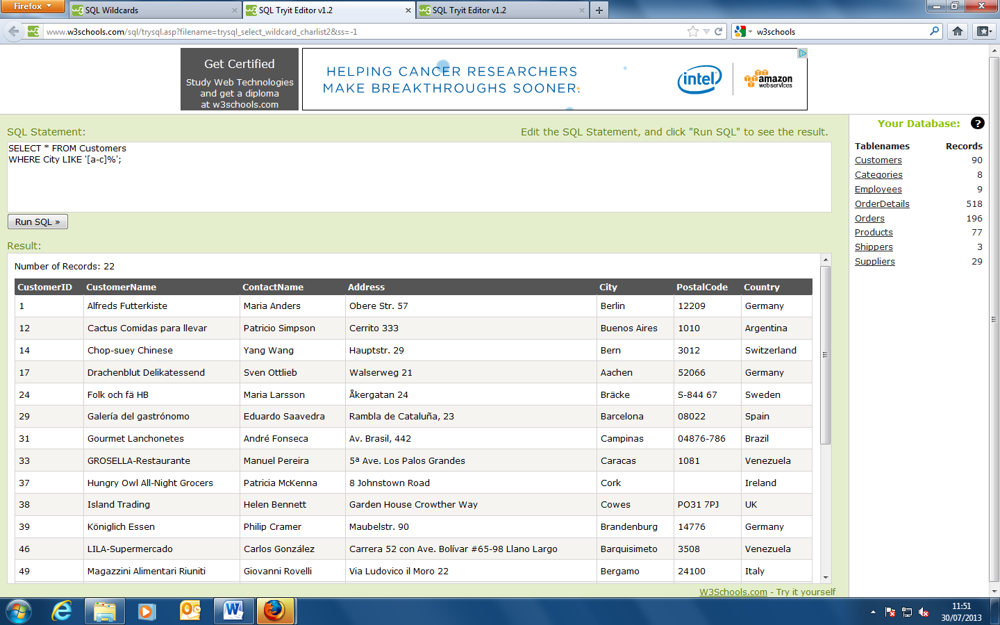 Firefox
SQL Wildcards
SQL Tryit Editor v1.2
SQL Tryit Editor v1.2
www.w3schools.com/sql/trysql.asp?filename=trysql_select_wildcard_charlist2&ss=-1
w3schools
Get Certified
Study Web Technologies
and get a diploma
at w3schools.com
HELPING CANCER RESEARCHERS
MAKE BREAKTHROUGHS SOONER.
intel
amazon
webservices
SQL Statement:
Edit the SQL Statement, and click "Run SQL" to see the result.
SELECT * FROM Customers
WHERE City LIKE '[a-c]%';
Run SQL »
Result:
Number of Records: 22
CustomerID CustomerName ContactName Address City PostalCode Country
1 Alfreds Futterkiste Maria Anders Obere Str. 57 Berlin 12209 Germany
12 Cactus Comidas para llevar Patricio Simpson Cerrito 333 Buenos Aires 1010 Argentina
14 Chop-suey Chinese Yang Wang Hauptstr. 29 Bern 3012 Switzerland
17 Drachenblut Delikatessend Sven Ottlieb Walserweg 21 Aachen 52066 Germany
24 Folk och fä HB Maria Larsson Åkergatan 24 Bräcke S-844 67 Sweden
29 Galería del gastrónomo Eduardo Saavedra Rambla de Cataluña, 23 Barcelona 08022 Spain
31 Gourmet Lanchonetes André Fonseca Av. Brasil, 442 Campinas 04876-786 Brazil
33 GROSELLA-Restaurante Manuel Pereira 5ª Ave. Los Palos Grandes Caracas 1081 Venezuela
37 Hungry Owl All-Night Grocers Patricia McKenna 8 Johnstown Road Cork Ireland
38 Island Trading Helen Bennett Garden House Crowther Way Cowes PO31 7PJ UK
39 Königlich Essen Philip Cramer Maubelstr. 90 Brandenburg 14776 Germany
46 LILA-Supermercado Carlos González Carrera 52 con Ave. Bolívar #65-98 Llano Largo Barquisimeto 3508 Venezuela
49 Magazzini Alimentari Riuniti Giovanni Rovelli Via Ludovico il Moro 22 Bergamo 24100 Italy
W3Schools.com - Try it yourself
Your Database: ?
Tablenames Records
Customers 90
Categories 8
Employees 9
OrderDetails 518
Orders 196
Products 77
Shippers 3
Suppliers 29
11:51
30/07/2013